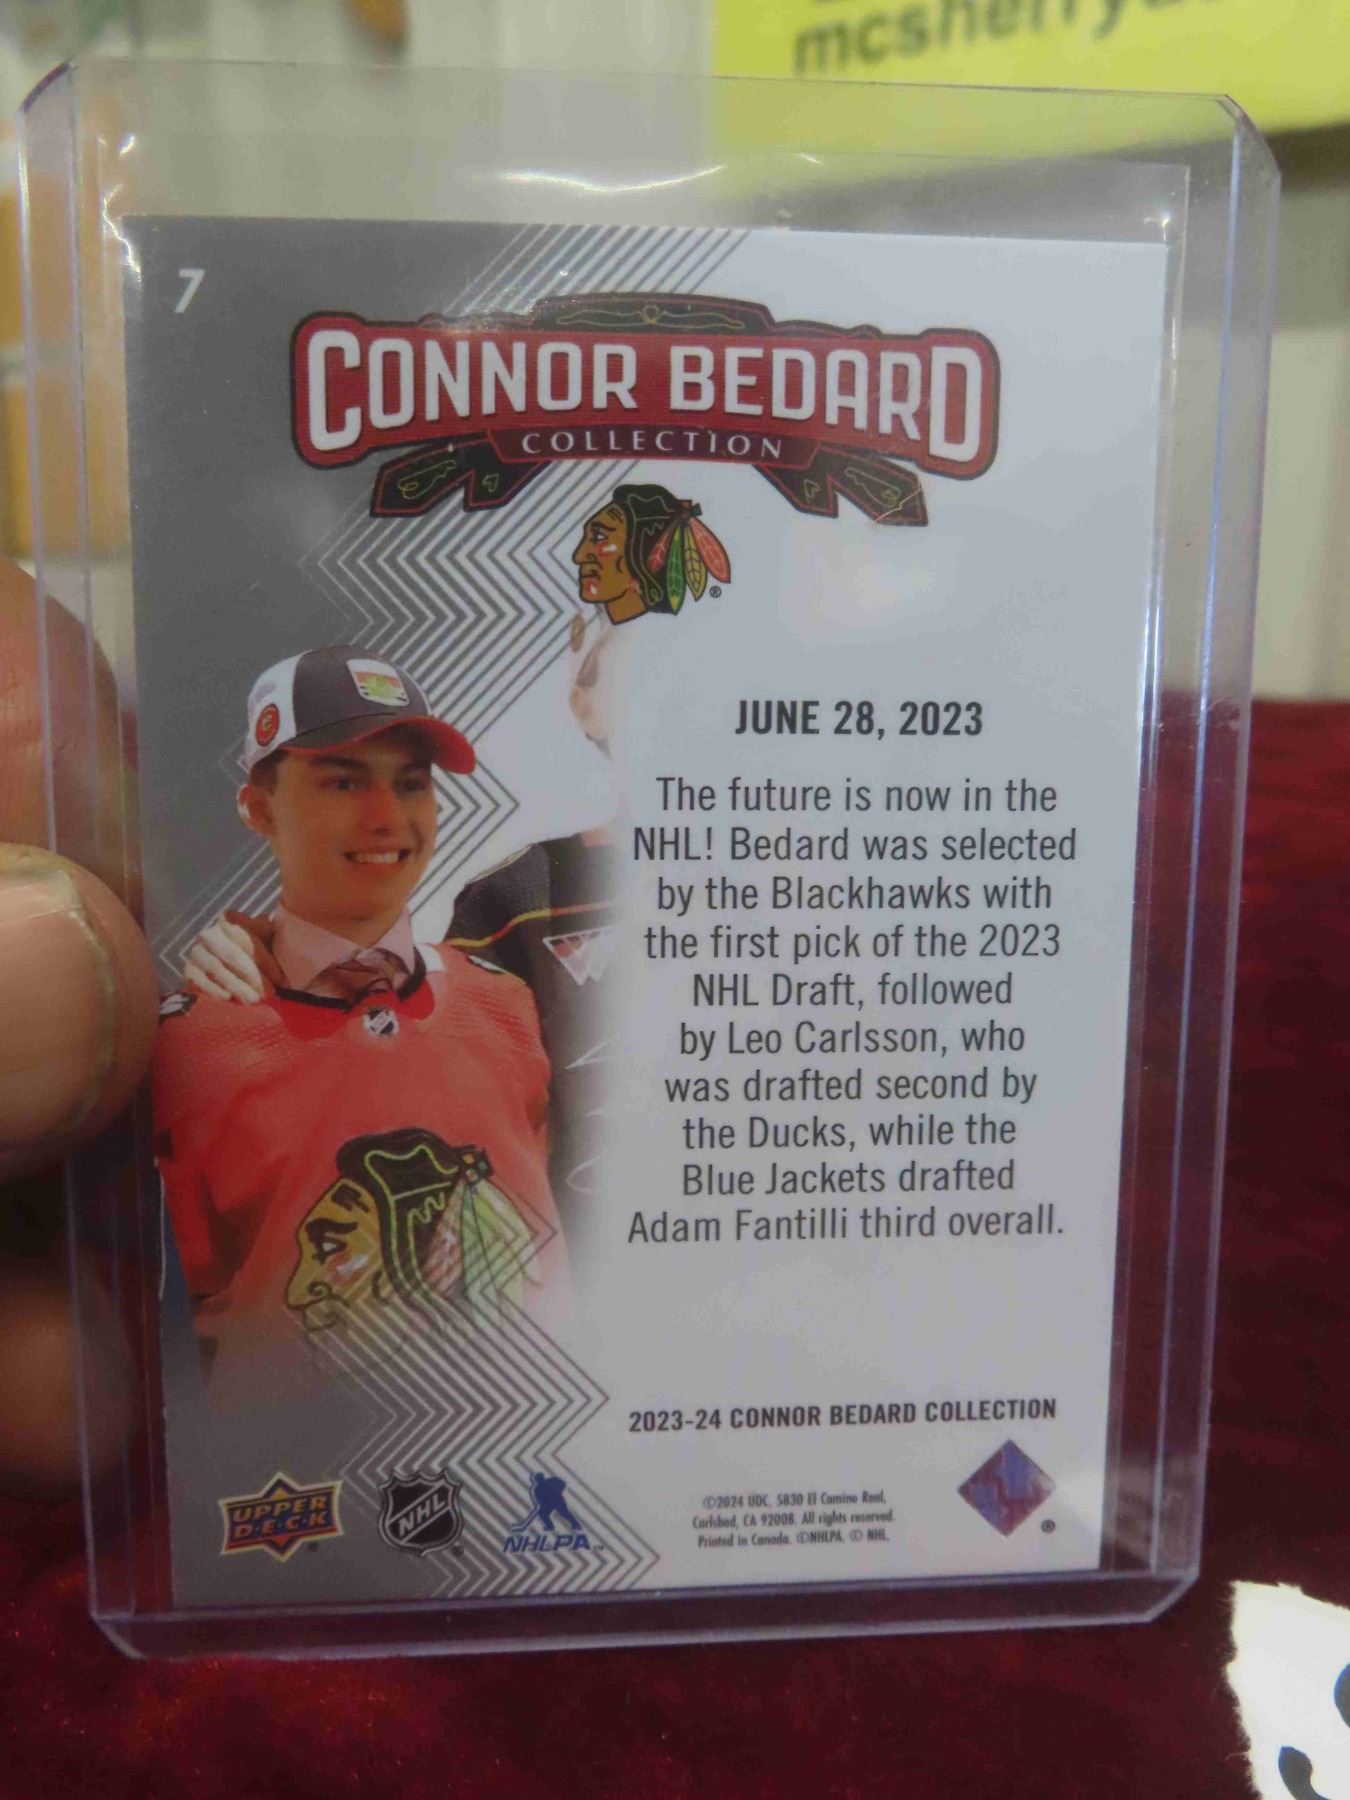 7
CONNOR BEDARD
COLLECTION
®
JUNE 28, 2023
The future is now in the
NHL! Bedard was selected
by the Blackhawks with
the first pick of the 2023
NHL Draft, followed
by Leo Carlsson, who
was drafted second by
the Ducks, while the
Blue Jackets drafted
Adam Fantilli third overall.
2023-24 CONNOR BEDARD COLLECTION
UPPER
D·E·C·K
NHL
NHLPA
©2024 UDC, 5830 El Camino Real,
Carlsbad, CA 92008. All rights reserved.
Printed in Canada. ©NHLPA. © NHL.
®